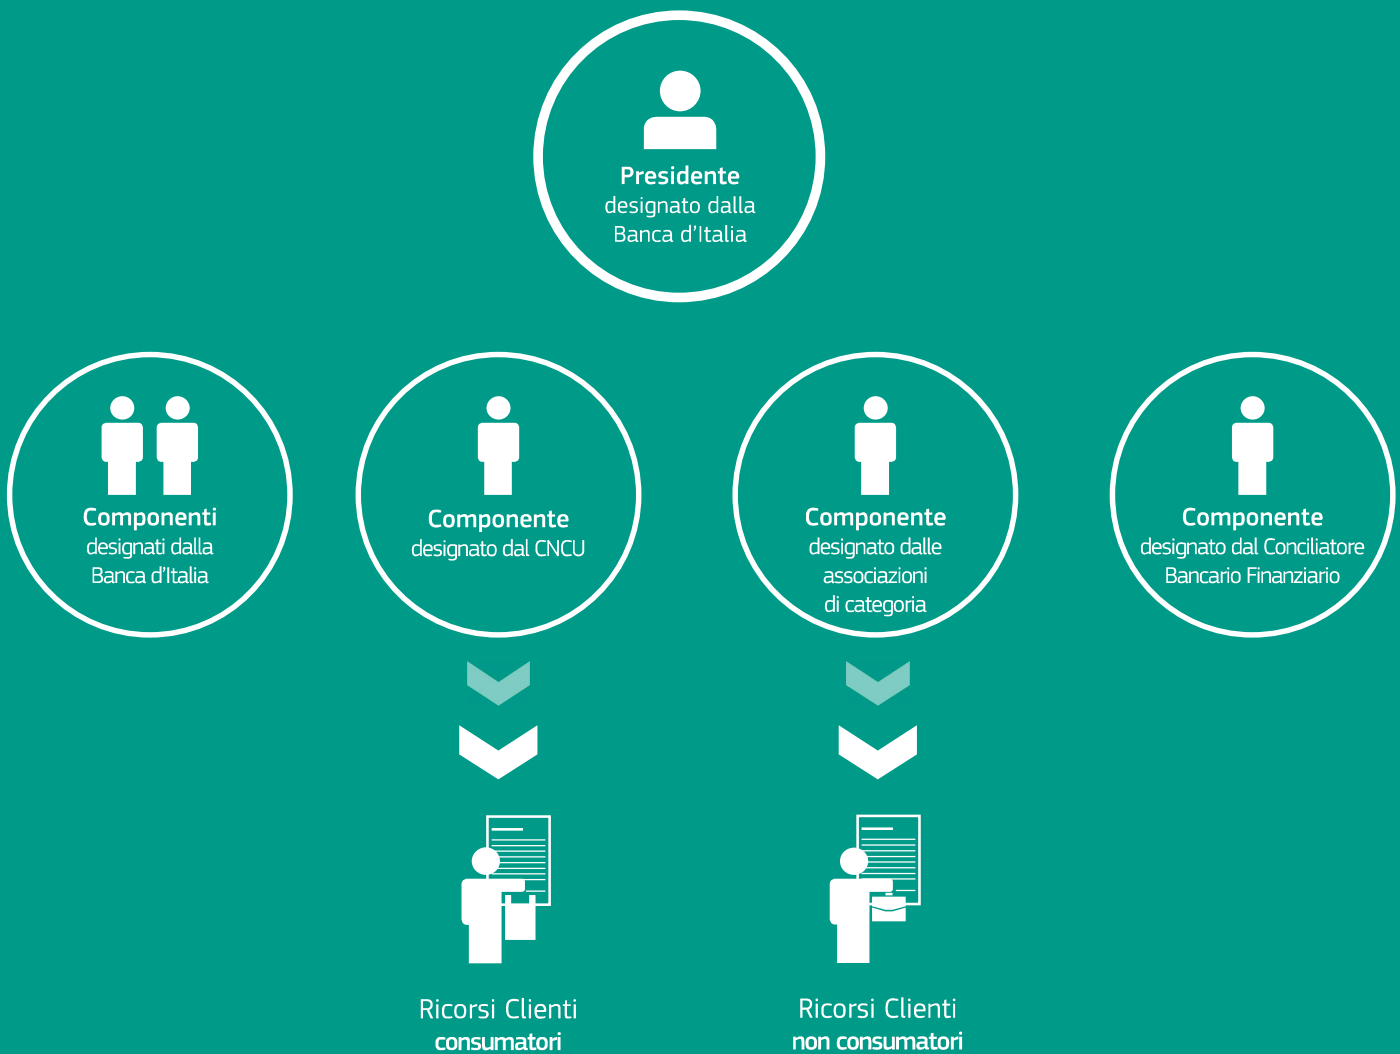 Presidente
designato dalla
Banca d'Italia
Componenti
designati dalla
Banca d'Italia
Componente
designato dal CNCU
Componente
designato dalle
associazioni
di categoria
Componente
designato dal Conciliatore
Bancario Finanziario
Ricorsi Clienti
consumatori
Ricorsi Clienti
non consumatori